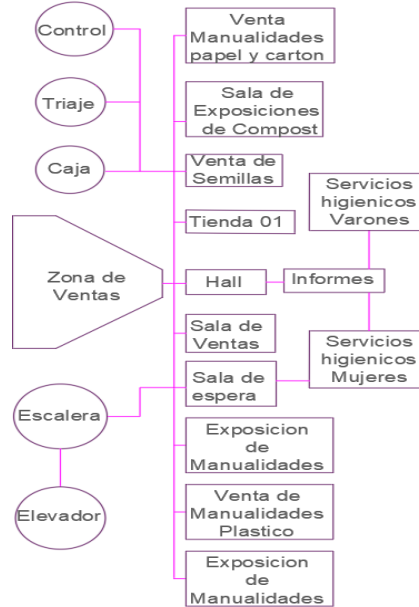 Control
Triaje
Caja
Zona de
Ventas
Escalera
Elevador
Venta
Manualidades
papel y carton
Sala de
Exposiciones
de Compost
Venta de
Semillas
Tienda 01
Hall
Sala de
Ventas
Sala de
espera
Exposicion
de
Manualidades
Venta de
Manualidades
Plastico
Exposicion
de
Manualidades
Servicios
higienicos
Varones
Informes
Servicios
higienicos
Mujeres